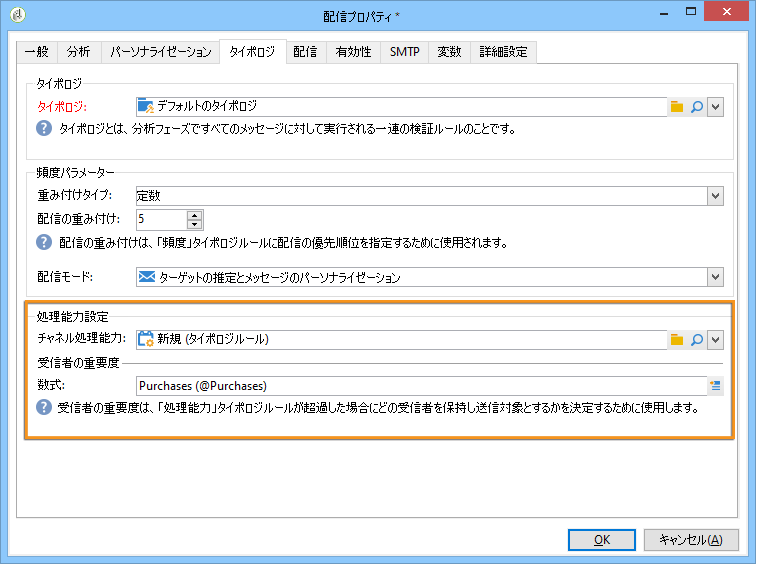 配信プロパティ *
一般 分析 パーソナライゼーション タイポロジ 配信 有効性 SMTP 変数 詳細設定
タイポロジ
タイポロジ: デフォルトのタイポロジ
タイポロジとは、分析フェーズですべてのメッセージに対して実行される一連の検証ルールのことです。
頻度パラメーター
重み付けタイプ: 定数
配信の重み付け: 5
配信の重み付けは、「頻度」タイポロジルールに配信の優先順位を指定するために使用されます。
配信モード: ターゲットの推定とメッセージのパーソナライゼーション
処理能力設定
チャネル処理能力: 新規 (タイポロジルール)
受信者の重要度
数式: Purchases (@Purchases)
受信者の重要度は、「処理能力」タイポロジルールが超過した場合にどの受信者を保持し送信対象とするかを決定するために使用します。
OK キャンセル(A)